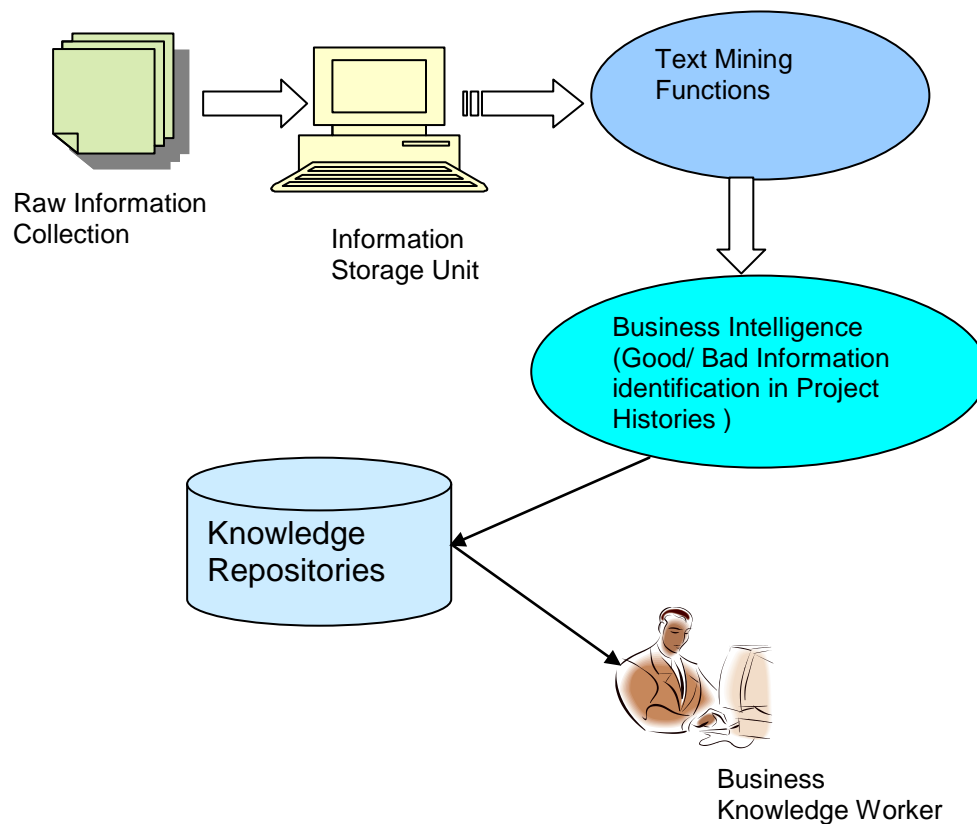 Text Mining
Functions
Raw Information
Collection
Information
Storage Unit
Business Intelligence
(Good/ Bad Information
identification in Project
Histories )
Knowledge
Repositories
Business
Knowledge Worker